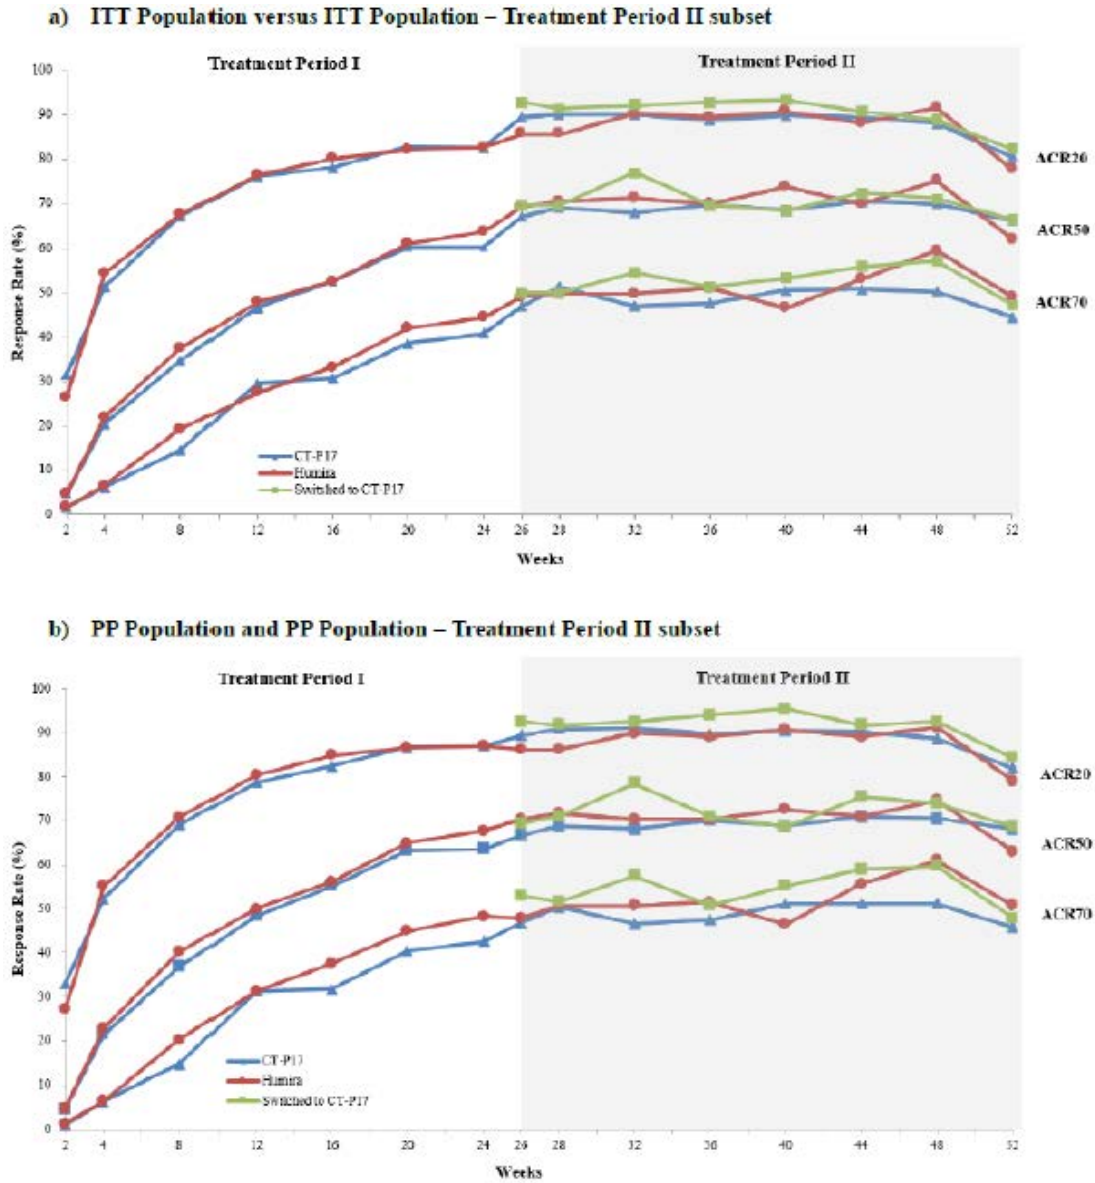 a) ITT Population versus ITT Population – Treatment Period II subset
Treatment Period I
Treatment Period II
Response Rate (%)
100
90
80
70
60
50
40
30
20
10
0
ACR20
ACR50
ACR70
CT-P17
Humira
Switched to CT-P17
2 4 8 12 16 20 24 26 28 32 36 40 44 48 52
Weeks
b) PP Population and PP Population – Treatment Period II subset
Treatment Period I
Treatment Period II
Response Rate (%)
100
90
80
70
60
50
40
30
20
10
0
ACR20
ACR50
ACR70
CT-P17
Humira
Switched to CT-P17
2 4 8 12 16 20 24 26 28 32 36 40 44 48 52
Weeks